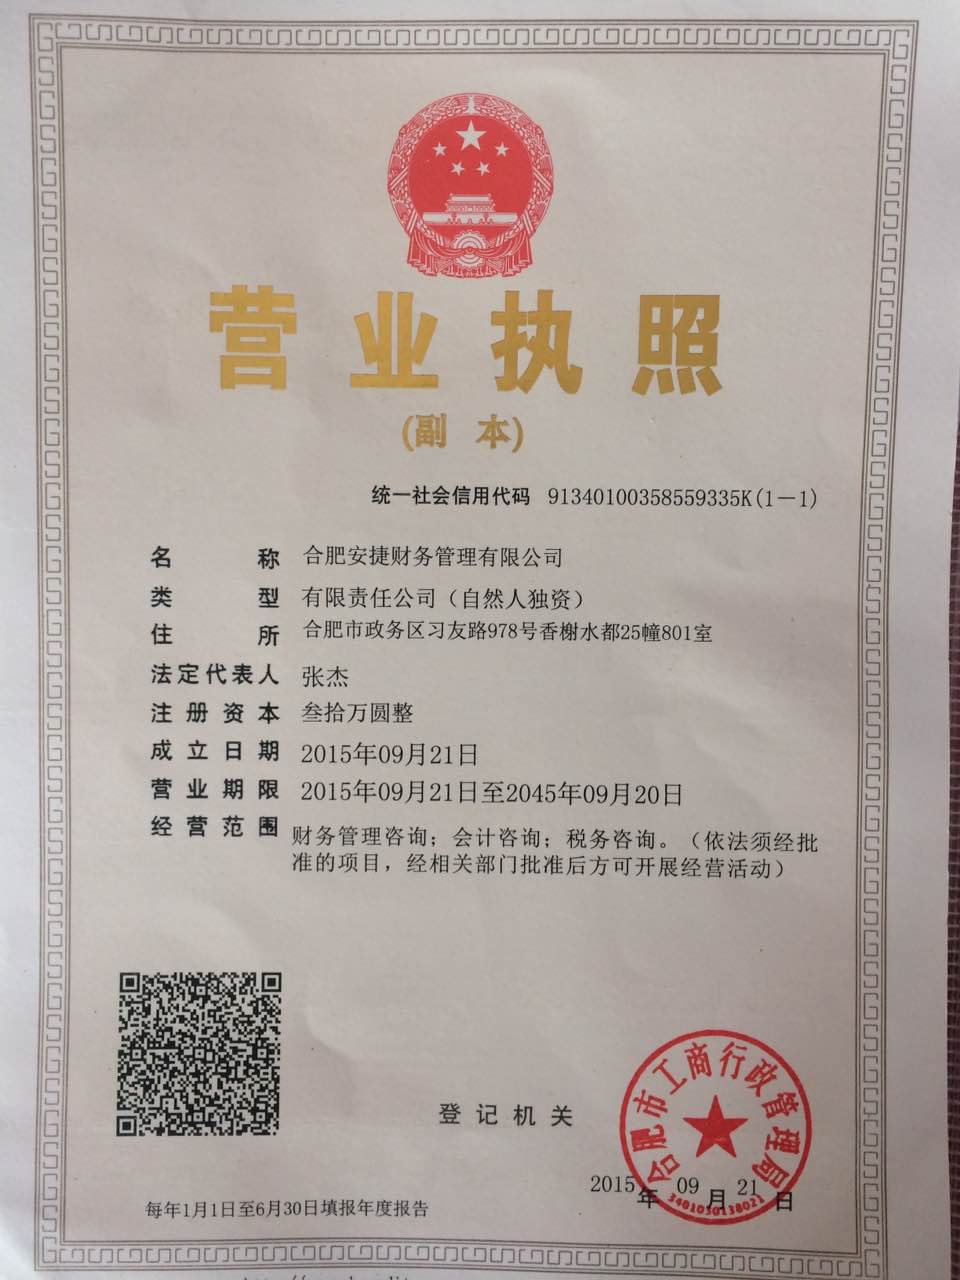 营业执照
(副 本)
统一社会信用代码 91340100358559335K(1-1)
名 称 合肥安捷财务管理有限公司
类 型 有限责任公司（自然人独资）
住 所 合肥市政务区习友路978号香榭水都25幢801室
法定代表人 张杰
注册资本 叁拾万圆整
成立日期 2015年09月21日
营业期限 2015年09月21日至2045年09月20日
经营范围 财务管理咨询；会计咨询；税务咨询。（依法须经批
准的项目，经相关部门批准后方可开展经营活动）
登记机关
合肥市工商行政管理局
3401030138021
2015年 09月 21日
每年1月1日至6月30日填报年度报告